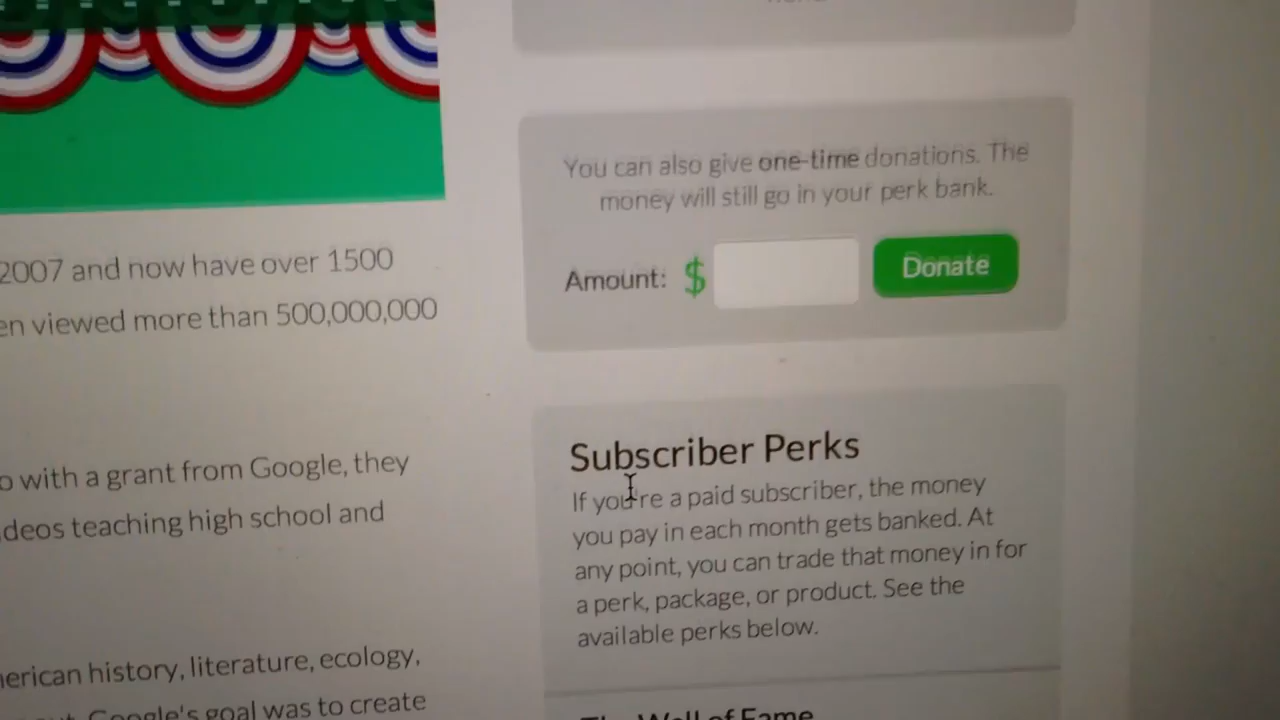 2007 and now have over 1500
en viewed more than 500,000,000
o with a grant from Google, they
deos teaching high school and
erican history, literature, ecology,
Google's goal was to create
You can also give one-time donations. The
money will still go in your perk bank.
Amount: $
Donate
Subscriber Perks
If you're a paid subscriber, the money
you pay in each month gets banked. At
any point, you can trade that money in for
a perk, package, or product. See the
available perks below.
The Wall of Fame